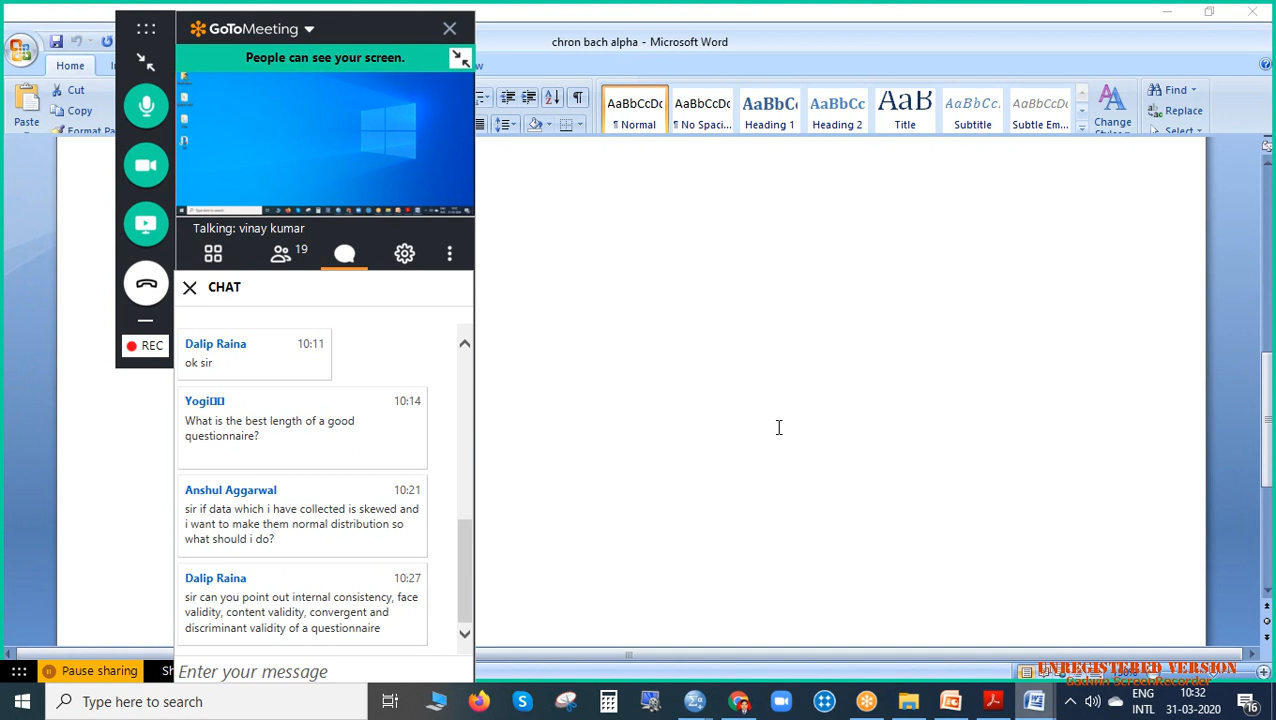 GoToMeeting
People can see your screen.
Talking: vinay kumar
19
CHAT
Dalip Raina 10:11
ok sir
Yogi 10:14
What is the best length of a good
questionnaire?
Anshul Aggarwal 10:21
sir if data which i have collected is skewed and
i want to make them normal distribution so
what should i do?
Dalip Raina 10:27
sir can you point out internal consistency, face
validity, content validity, convergent and
discriminant validity of a questionnaire
Enter your message
REC
chron bach alpha - Microsoft Word
Home
Paste
Cut
Copy
Format Pa
AaBbCcDc
¶ Normal
AaBbCcDc
¶ No Spaci...
AaBbCc
Heading 1
AaBbCc
Heading 2
AaB
Title
AaBbCc.
Subtitle
AaBbCcDc
Subtle Em...
Change
Find
Replace
Select
Pause sharing
UNREGISTERED VERSION
Type here to search
ENG
INTL
10:32
31-03-2020
16